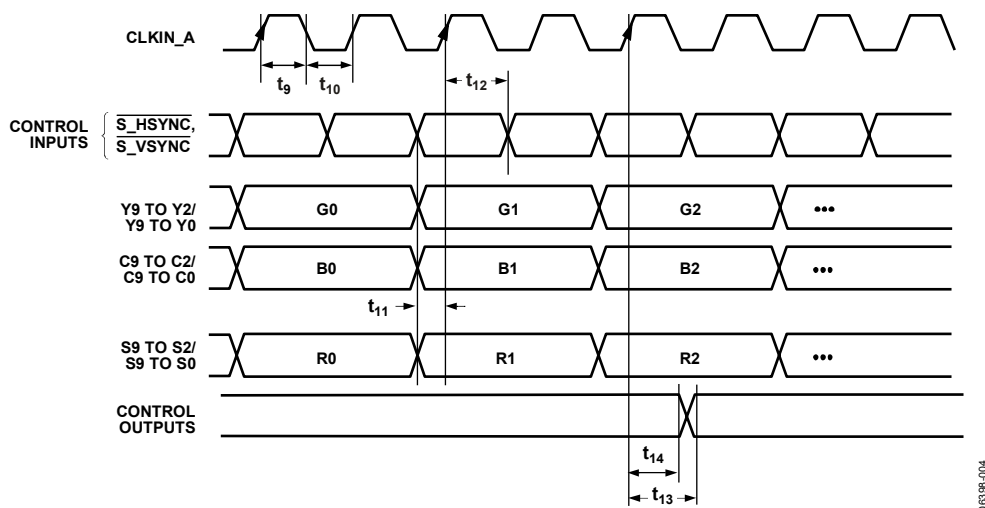 CLKIN_A
t9
t10
t12
CONTROL
INPUTS
S_HSYNC,
S_VSYNC
Y9 TO Y2/
Y9 TO Y0
G0
G1
G2
•••
C9 TO C2/
C9 TO C0
B0
B1
B2
•••
t11
S9 TO S2/
S9 TO S0
R0
R1
R2
•••
CONTROL
OUTPUTS
t14
t13
16398-004